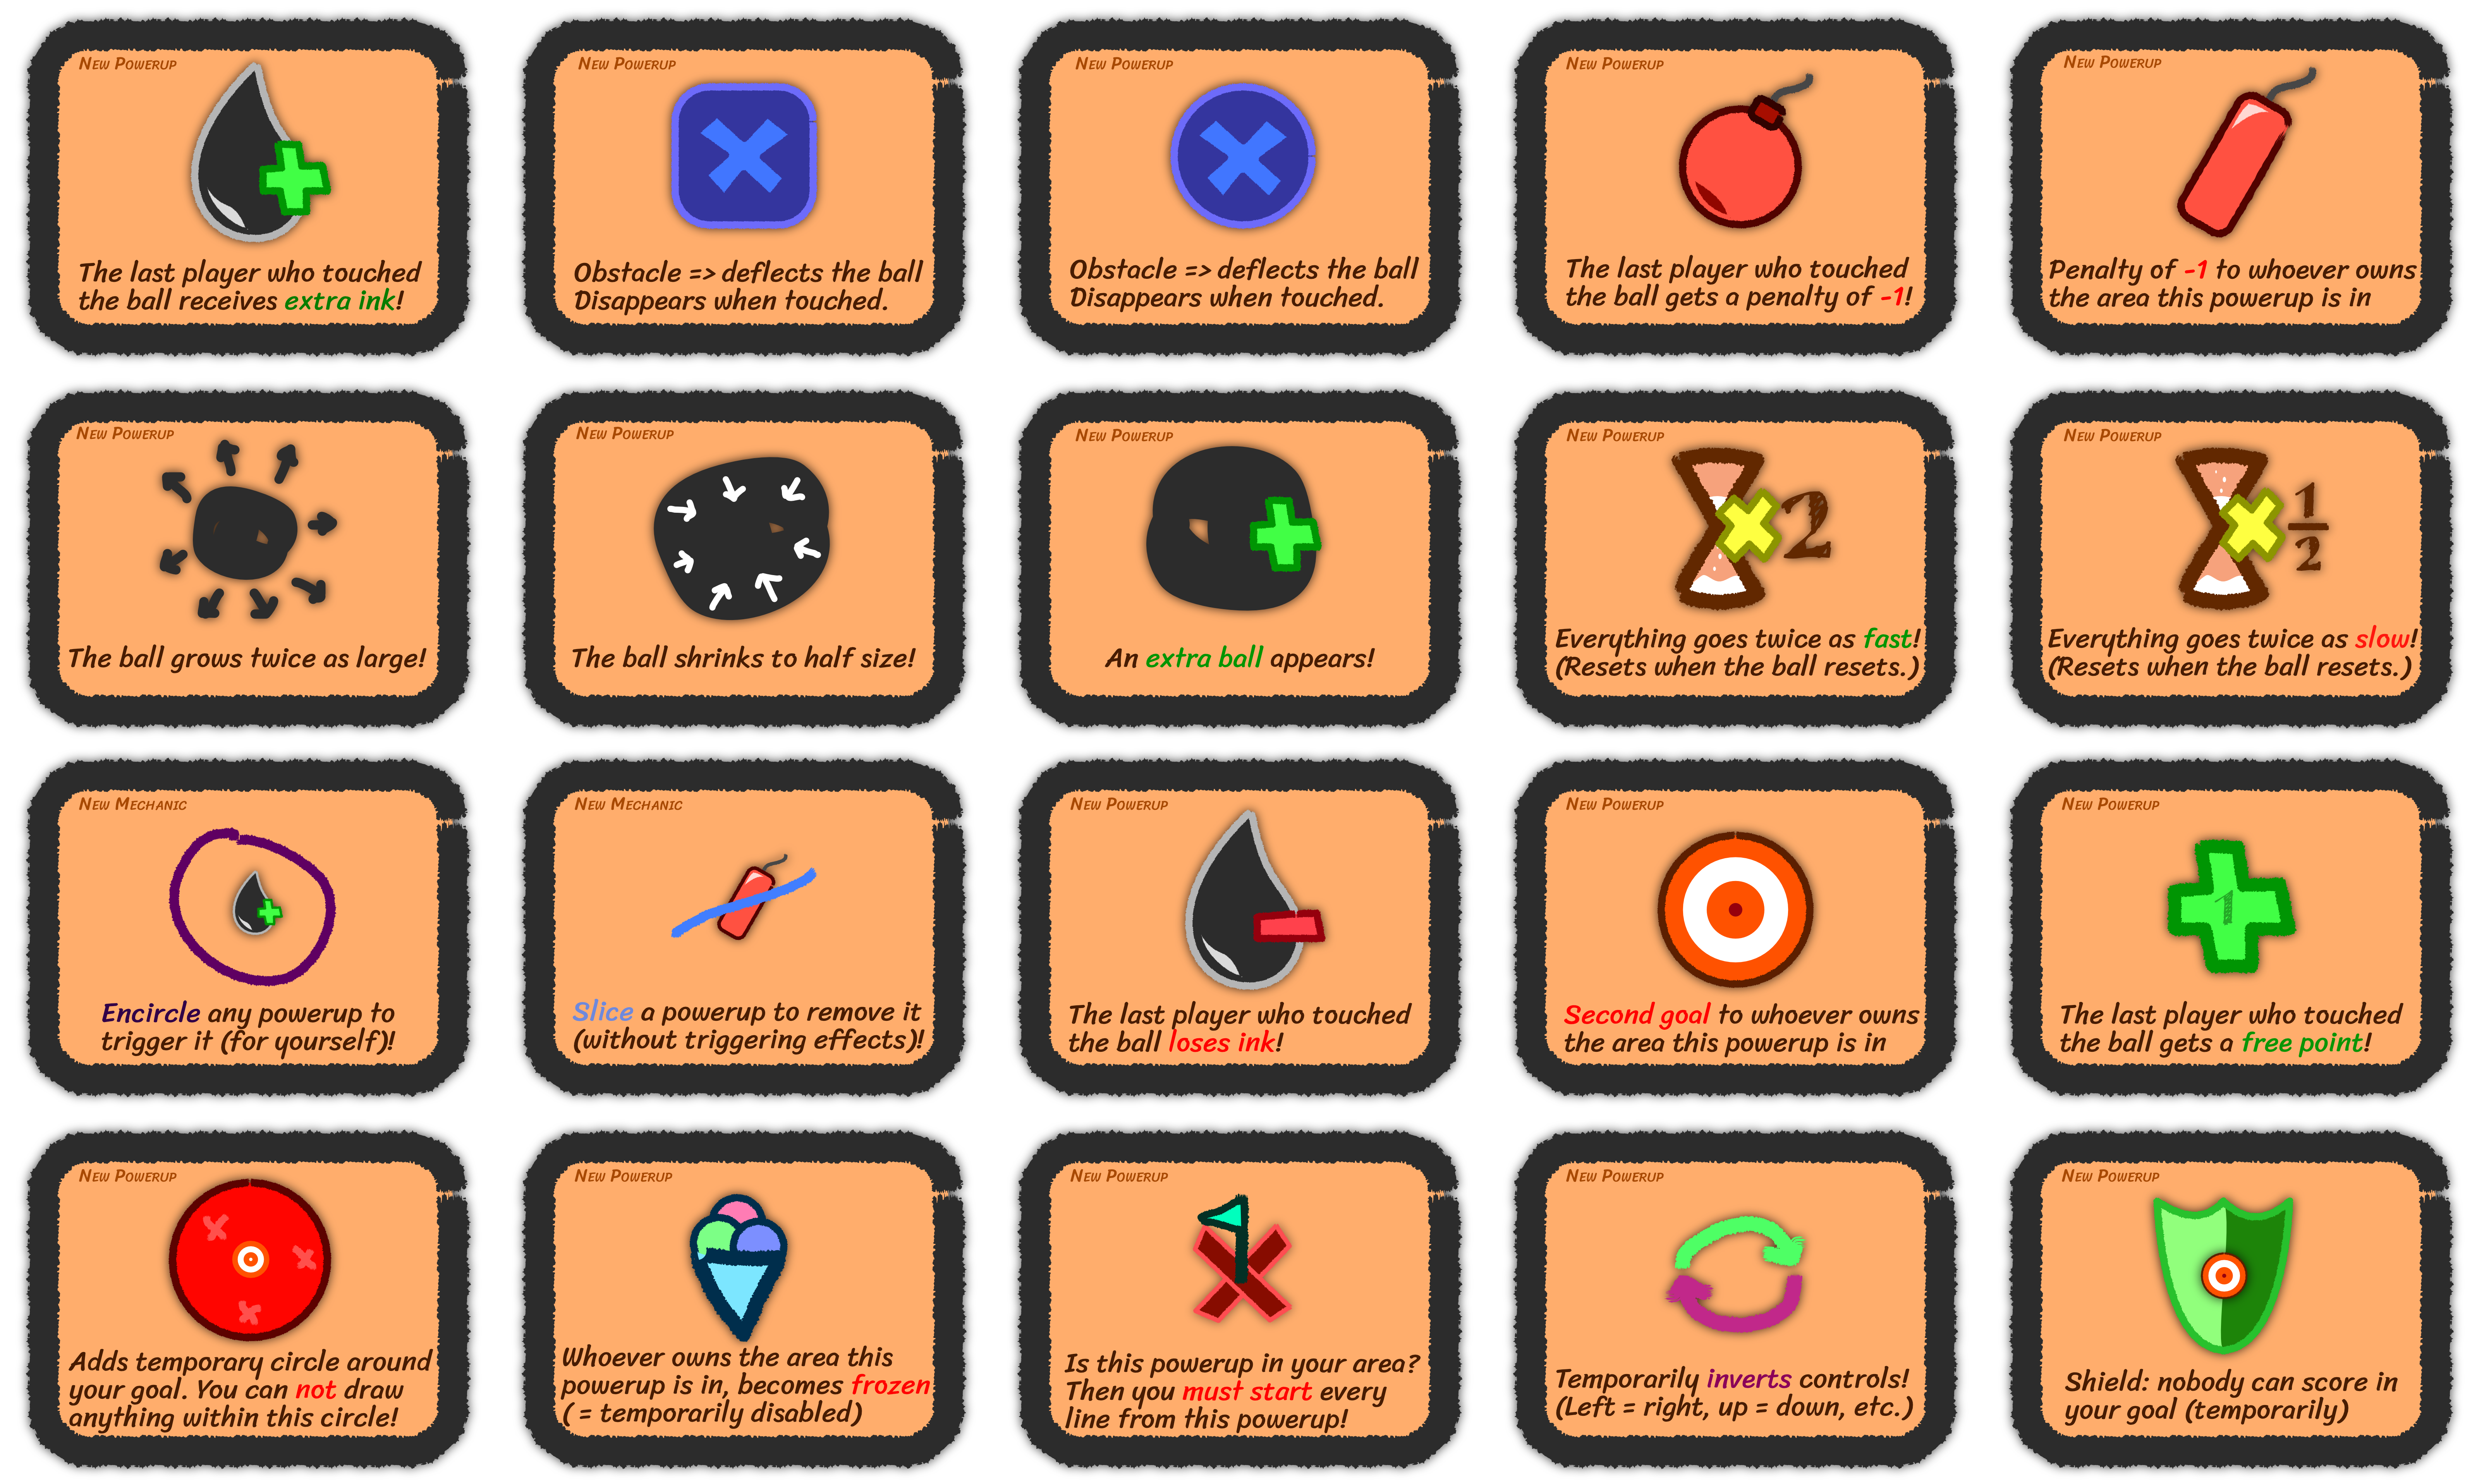 New Powerup
The last player who touched
the ball receives extra ink!
New Powerup
Obstacle => deflects the ball
Disappears when touched.
New Powerup
Obstacle => deflects the ball
Disappears when touched.
New Powerup
The last player who touched
the ball gets a penalty of -1!
New Powerup
Penalty of -1 to whoever owns
the area this powerup is in
New Powerup
The ball grows twice as large!
New Powerup
The ball shrinks to half size!
New Powerup
An extra ball appears!
New Powerup
2
Everything goes twice as fast!
(Resets when the ball resets.)
New Powerup
1
2
Everything goes twice as slow!
(Resets when the ball resets.)
New Mechanic
Encircle any powerup to
trigger it (for yourself)!
New Mechanic
Slice a powerup to remove it
(without triggering effects)!
New Powerup
The last player who touched
the ball loses ink!
New Powerup
Second goal to whoever owns
the area this powerup is in
New Powerup
1
The last player who touched
the ball gets a free point!
New Powerup
Adds temporary circle around
your goal. You can not draw
anything within this circle!
New Powerup
Whoever owns the area this
powerup is in, becomes frozen
( = temporarily disabled)
New Powerup
Is this powerup in your area?
Then you must start every
line from this powerup!
New Powerup
Temporarily inverts controls!
(Left = right, up = down, etc.)
New Powerup
Shield: nobody can score in
your goal (temporarily)